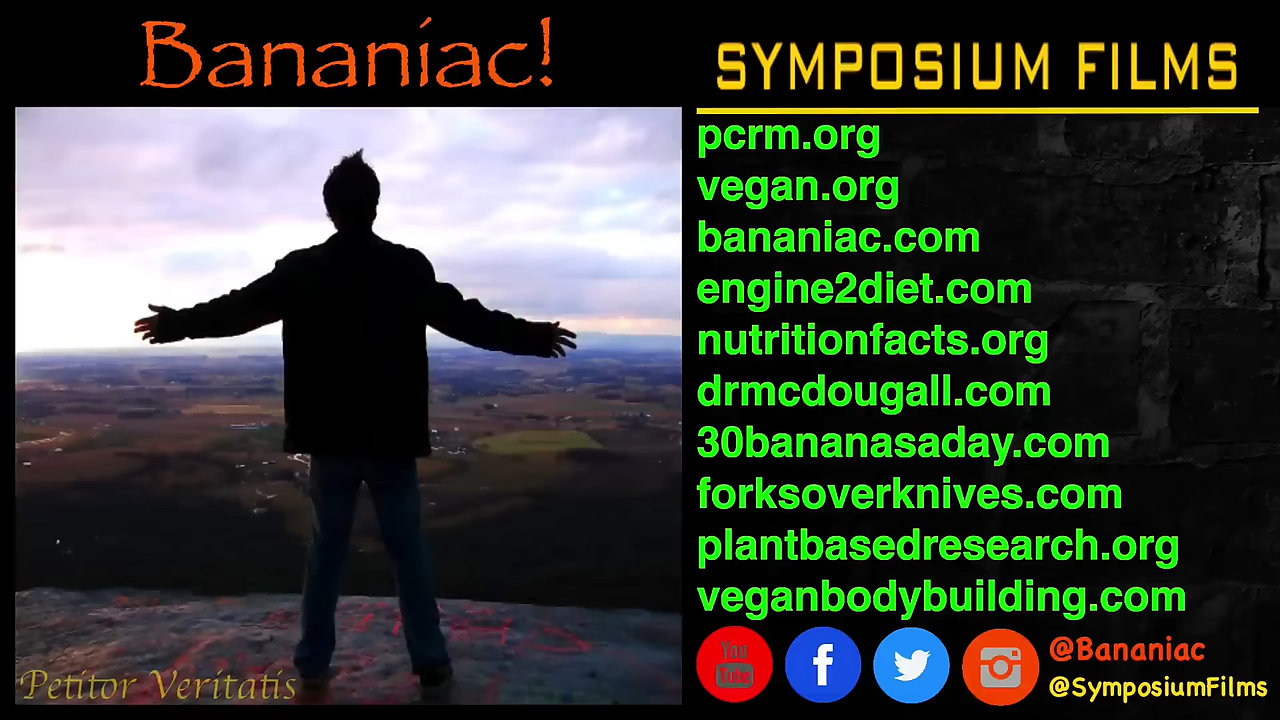 Bananiac!
SYMPOSIUM FILMS
pcrm.org
vegan.org
bananiac.com
engine2diet.com
nutritionfacts.org
drmcdougall.com
30bananasaday.com
forksoverknives.com
plantbasedresearch.org
veganbodybuilding.com
You
Tube
@Bananiac
@SymposiumFilms
Petitor Veritatis